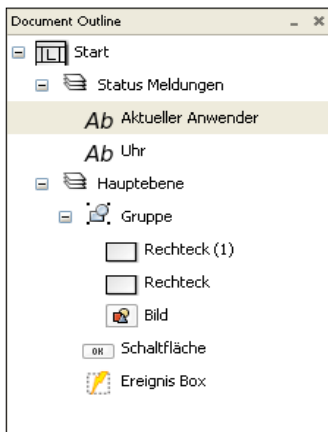 Document Outline
Start
Status Meldungen
Ab Aktueller Anwender
Ab Uhr
Hauptebene
Gruppe
Rechteck (1)
Rechteck
Bild
OK Schaltfläche
Ereignis Box